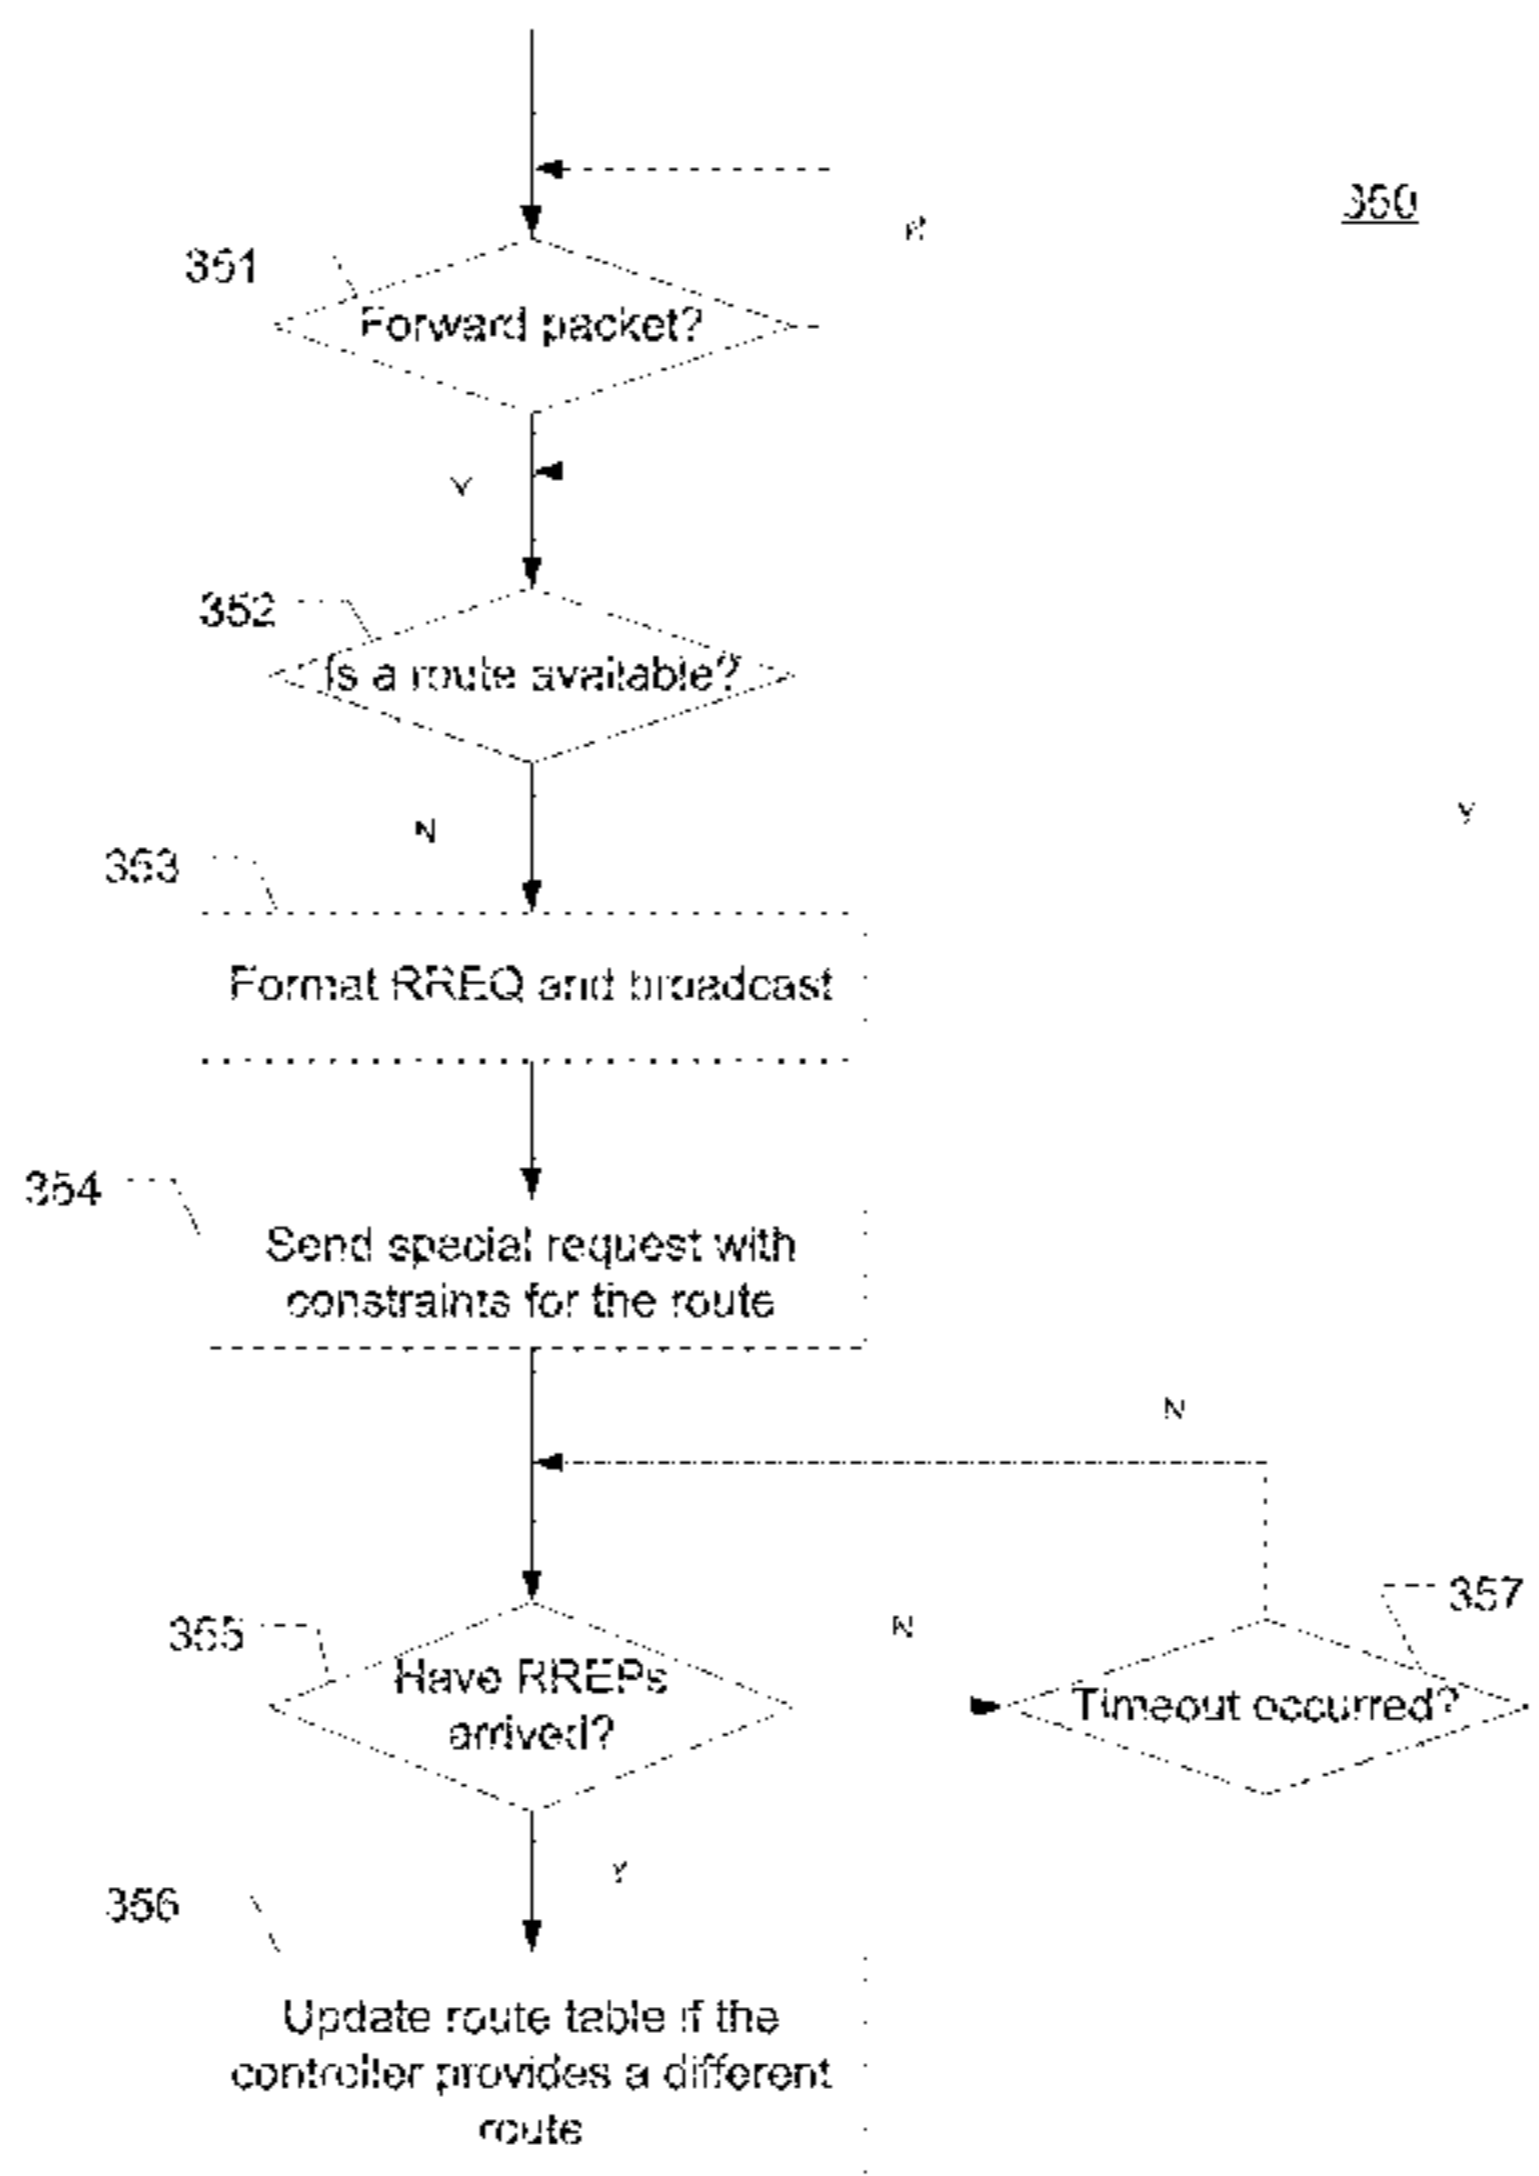 350
N
351
Forward packet?
Y
352
Is a route available?
N
Y
353
Format RREQ and broadcast
354
Send special request with
constraints for the route
N
355
Have RREPs
arrived?
N
357
Timeout occurred?
Y
356
Update route table if the
controller provides a different
route